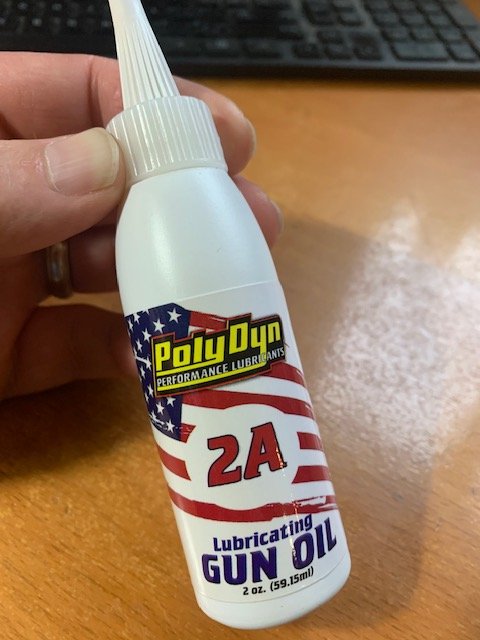 PolyDyn
PERFORMANCE LUBRICANTS
2A
Lubricating
GUN OIL
2 oz. (59.15ml)